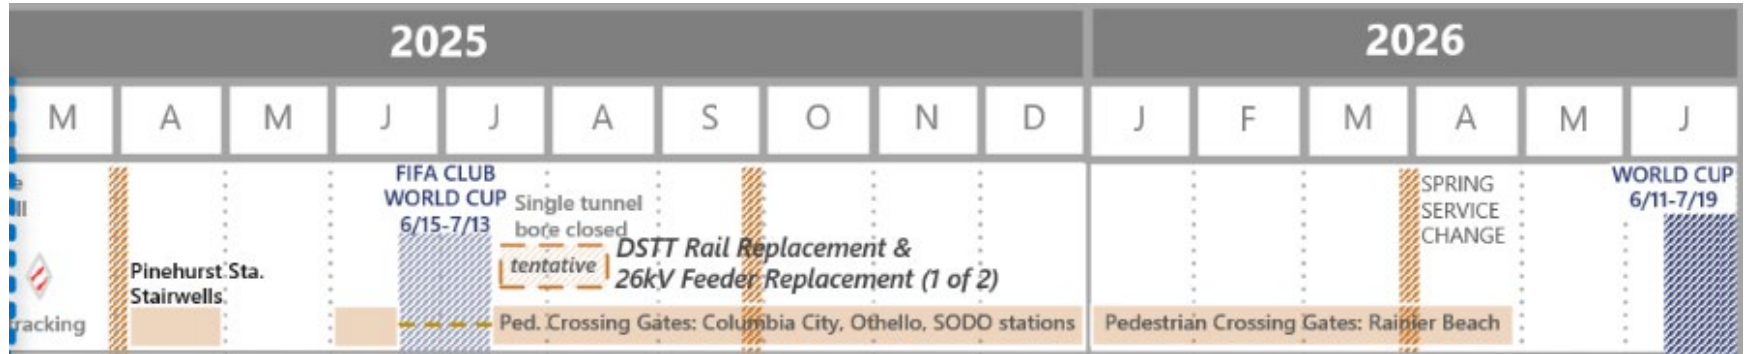 2025
2026
M A M J J A S O N D J F M A M J
FIFA CLUB
WORLD CUP
6/15-7/13
Single tunnel
bore closed
tentative
DSTT Rail Replacement &
26kV Feeder Replacement (1 of 2)
SPRING
SERVICE
CHANGE
WORLD CUP
6/11-7/19
Pinehurst Sta.
Stairwells
racking
Ped. Crossing Gates: Columbia City, Othello, SODO stations
Pedestrian Crossing Gates: Rainier Beach